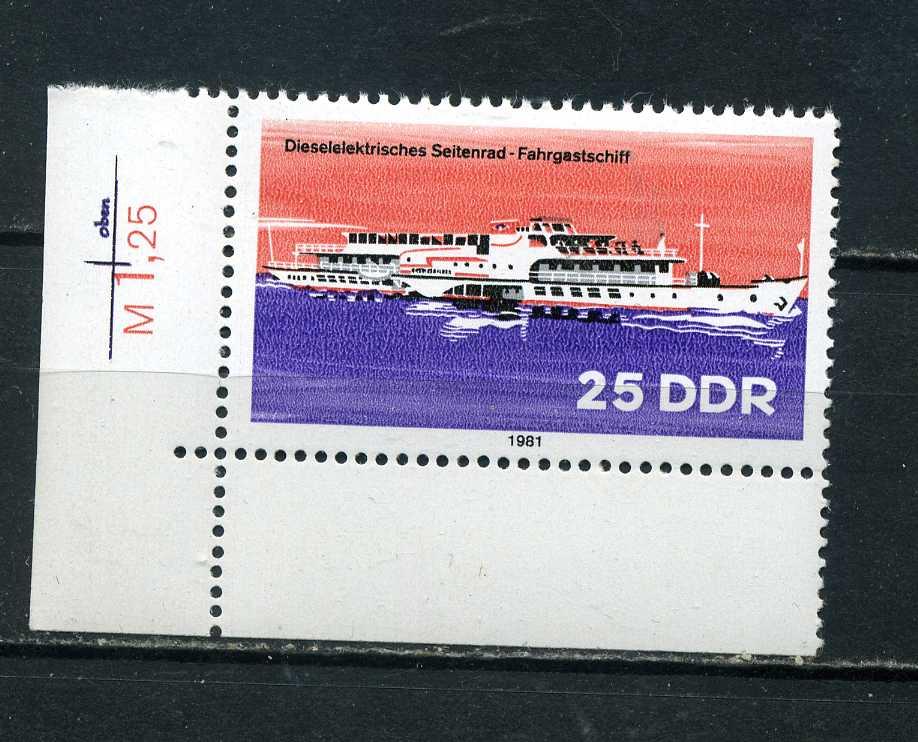 Dieselelektrisches Seitenrad - Fahrgastschiff
25 DDR
1981
oben
M 1,25